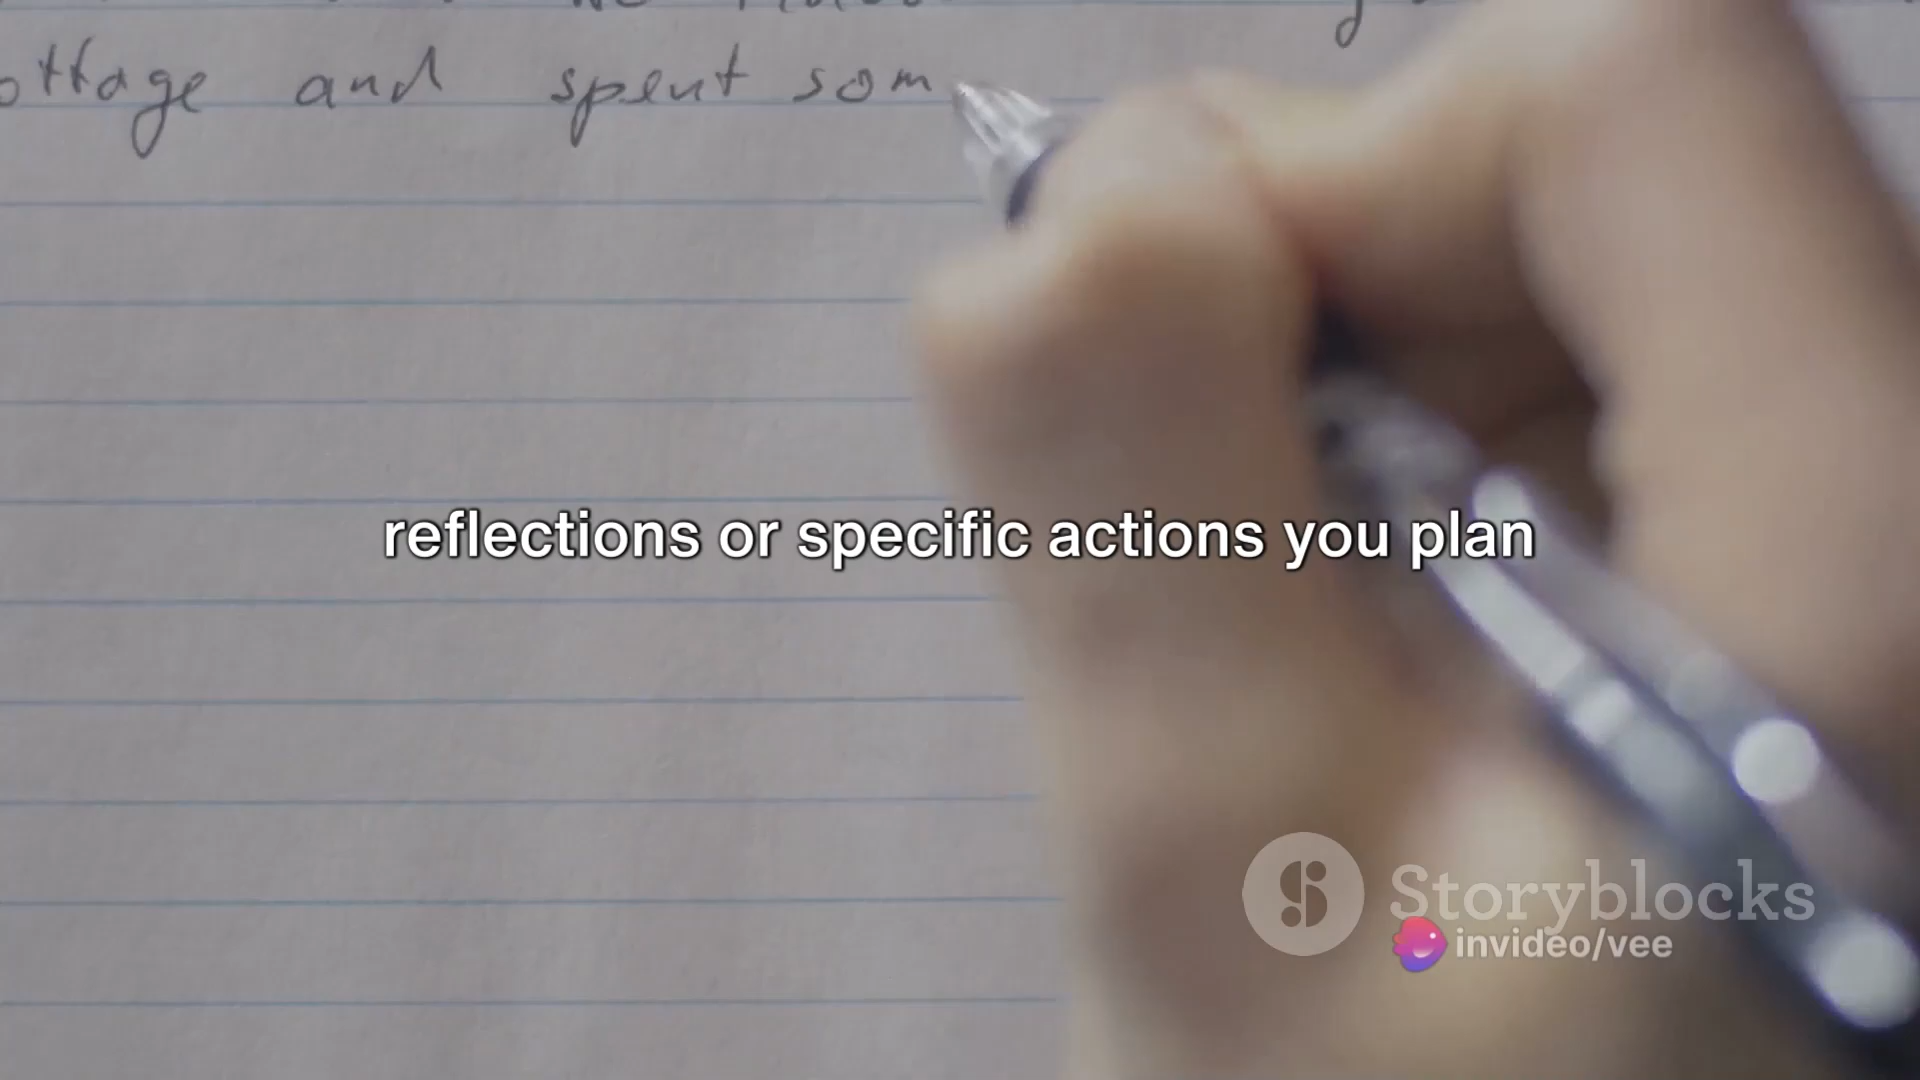 ottage and spent som
reflections or specific actions you plan
Storyblocks
invideo/vee